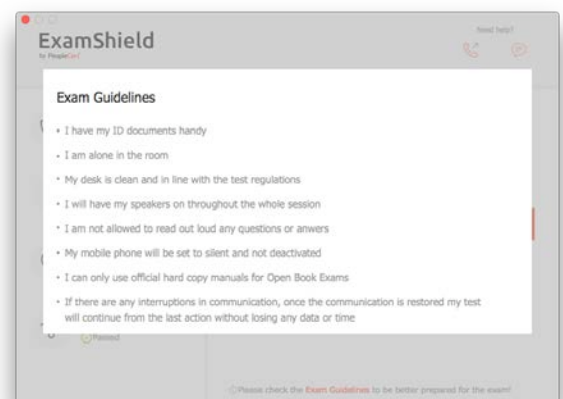 ExamShield
by PeopleCert
Need help?
Exam Guidelines
• I have my ID documents handy
• I am alone in the room
• My desk is clean and in line with the test regulations
• I will have my speakers on throughout the whole session
• I am not allowed to read out loud any questions or anwers
• My mobile phone will be set to silent and not deactivated
• I can only use official hard copy manuals for Open Book Exams
• If there are any interruptions in communication, once the communication is restored my test
will continue from the last action without losing any data or time
Passed
Please check the Exam Guidelines to be better prepared for the exam!